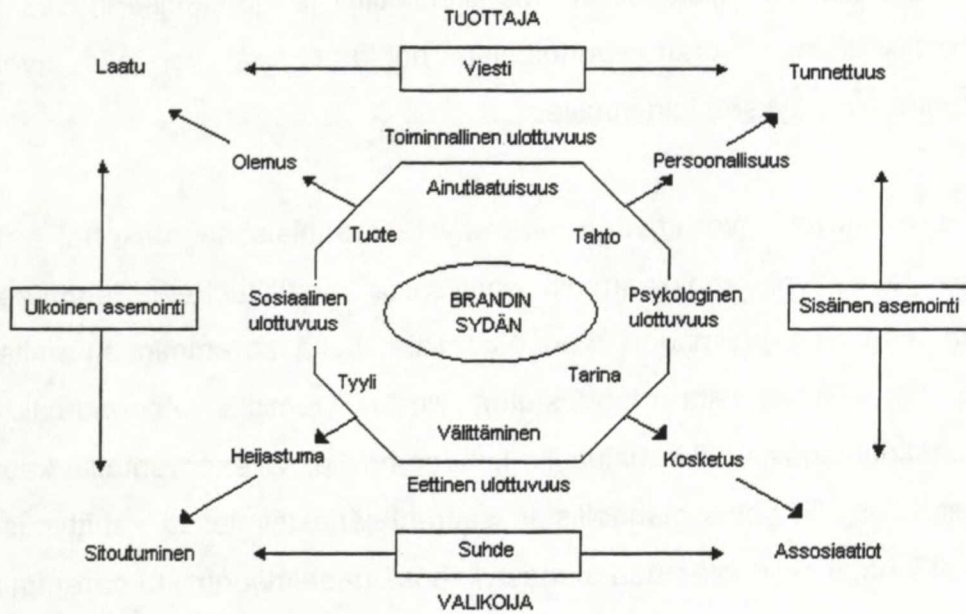 TUOTTAJA
Laatu
Viesti
Tunnettuus
Toiminnallinen ulottuvuus
Olemus
Persoonallisuus
Ainutlaatuisuus
Tuote
Tahto
Ulkoinen asemointi
Sosiaalinen
ulottuvuus
BRANDIN
SYDÄN
Psykologinen
ulottuvuus
Sisäinen asemointi
Tyyli
Tarina
Välittäminen
Heijastuma
Kosketus
Eettinen ulottuvuus
Sitoutuminen
Suhde
Assosiaatiot
VALIKOIJA